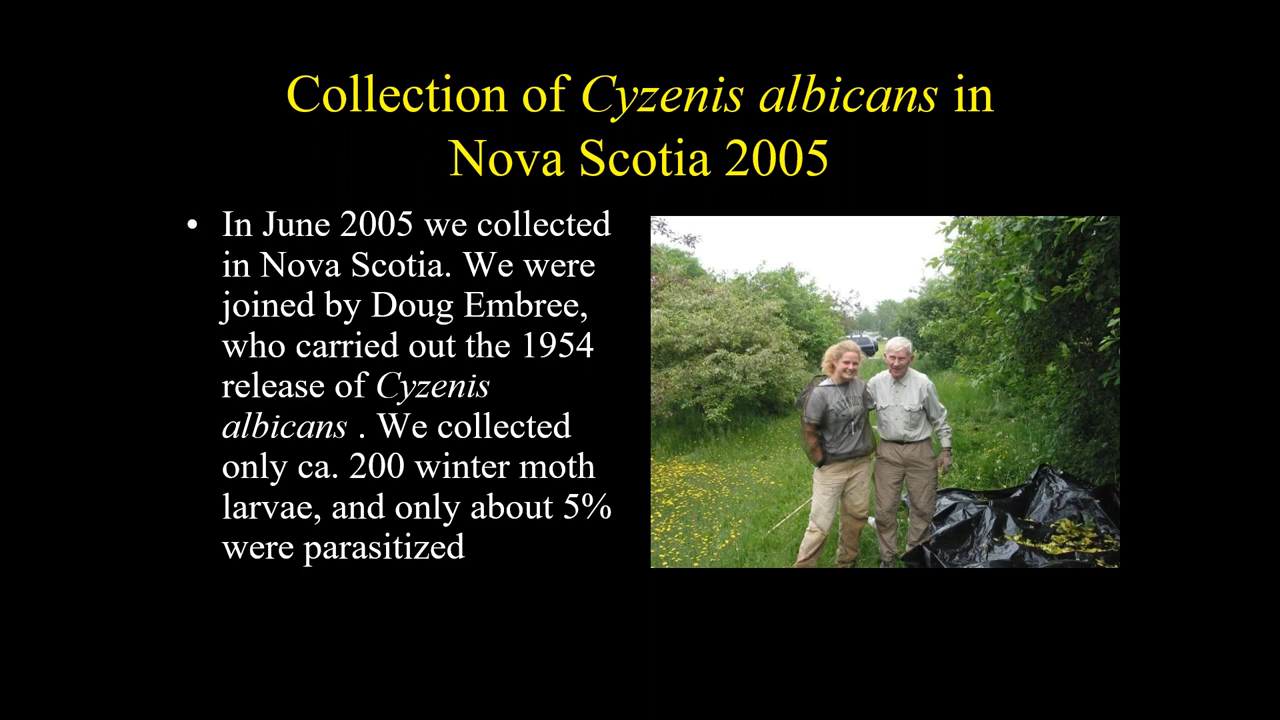 Collection of Cyzenis albicans in
Nova Scotia 2005
• In June 2005 we collected
in Nova Scotia. We were
joined by Doug Embree,
who carried out the 1954
release of Cyzenis
albicans . We collected
only ca. 200 winter moth
larvae, and only about 5%
were parasitized